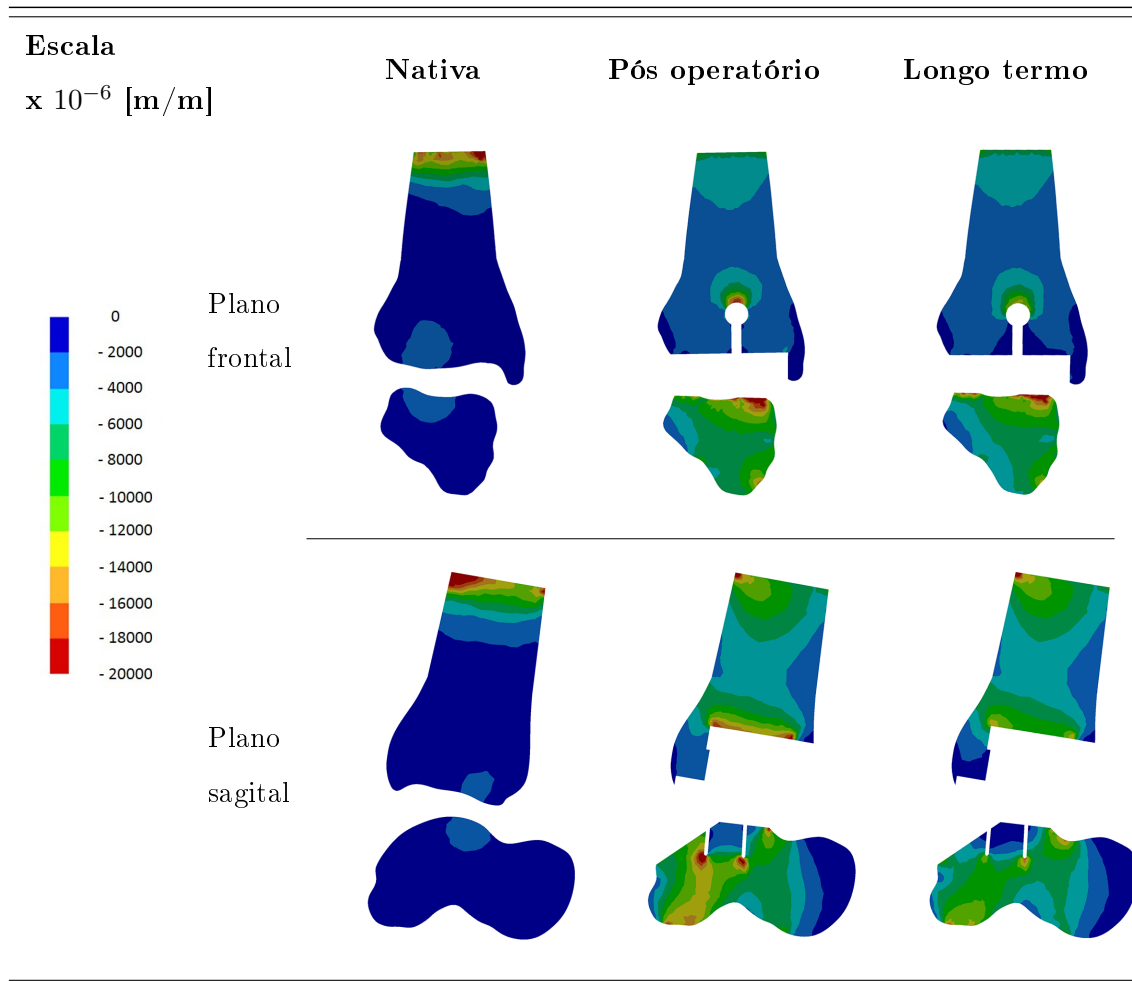 Escala
x 10⁻⁶ [m/m]
Nativa
Pós operatório
Longo termo
Plano
frontal
0
- 2000
- 4000
- 6000
- 8000
- 10000
- 12000
- 14000
- 16000
- 18000
- 20000
Plano
sagital